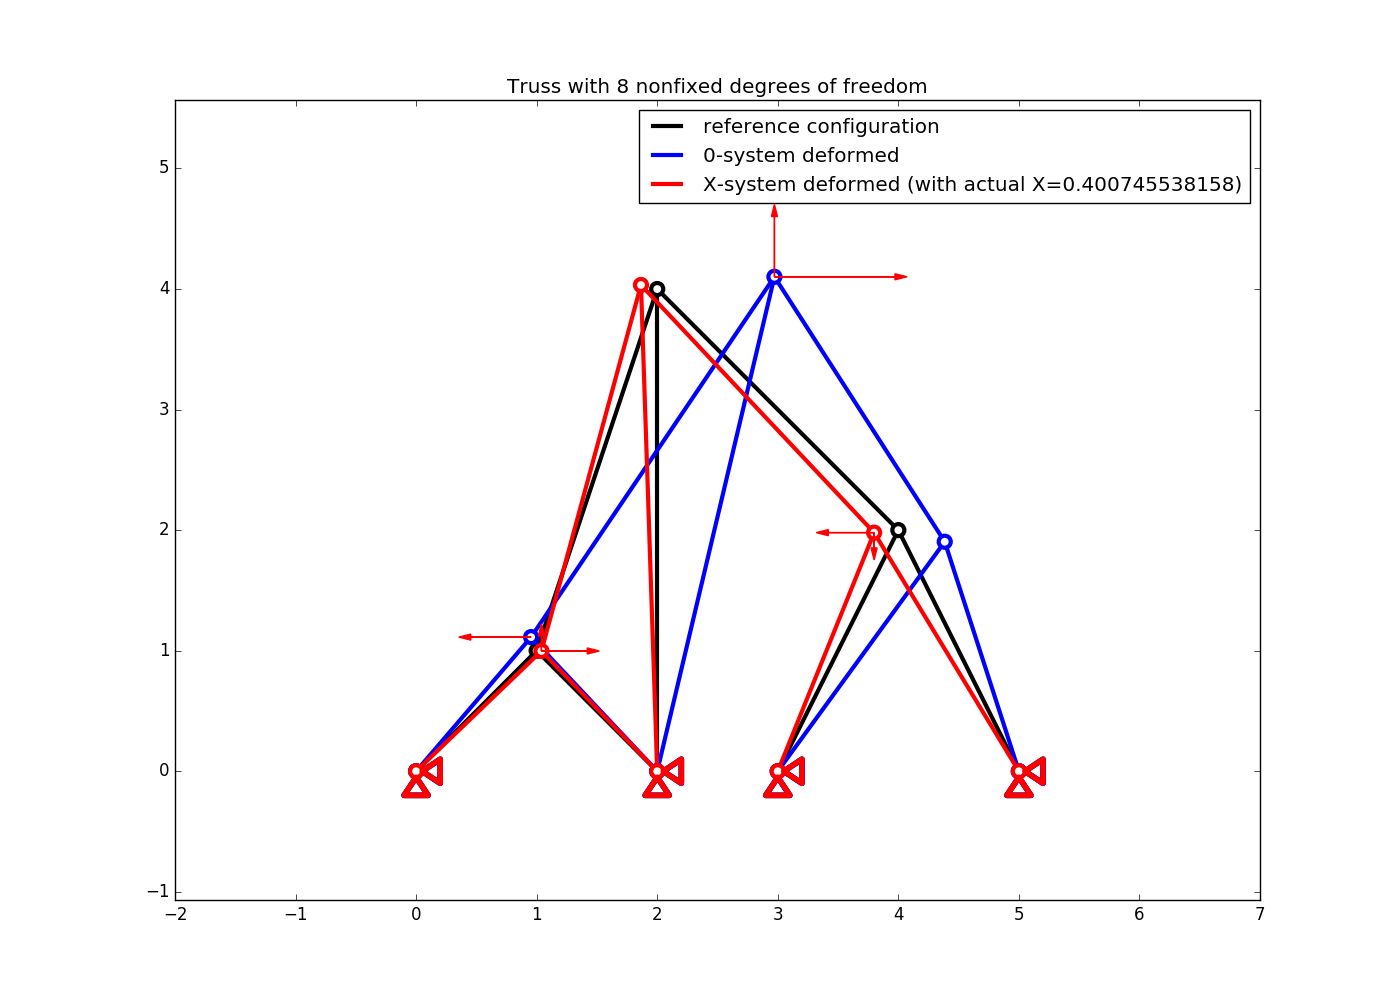 Truss with 8 nonfixed degrees of freedom
reference configuration
0-system deformed
X-system deformed (with actual X=0.400745538158)
5
4
3
2
1
0
−1
−2 −1 0 1 2 3 4 5 6 7